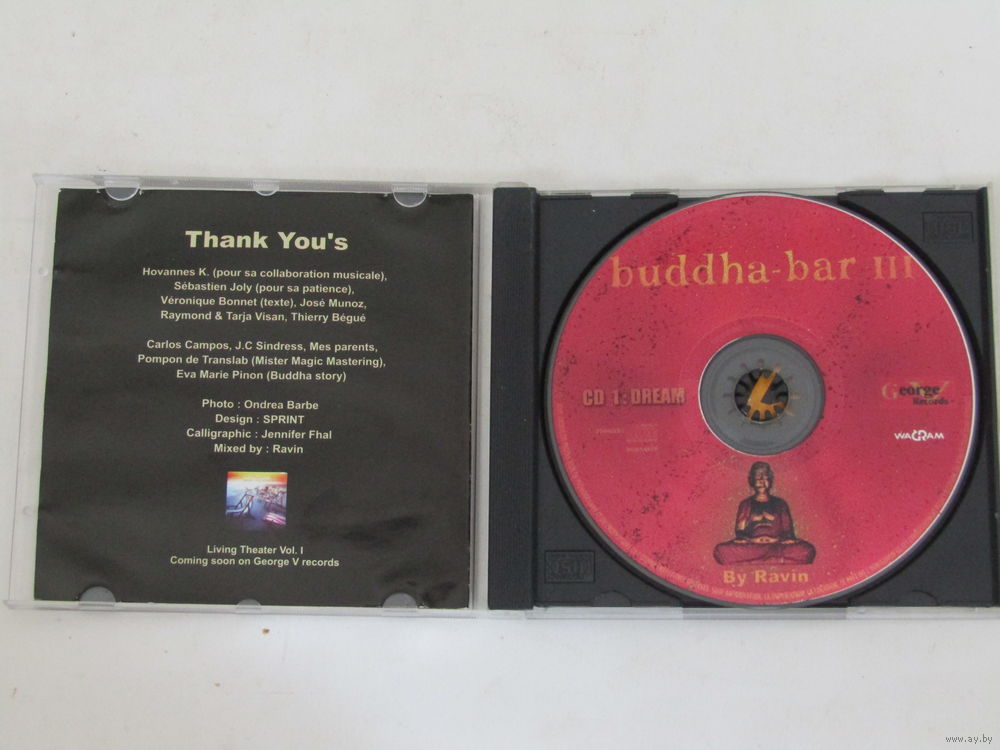 Thank You's
Hovannes K. (pour sa collaboration musicale),
Sébastien Joly (pour sa patience),
Véronique Bonnet (texte), José Munoz,
Raymond & Tarja Visan, Thierry Bégué
Carlos Campos, J.C Sindress, Mes parents,
Pompon de Translab (Mister Magic Mastering),
Eva Marie Pinon (Buddha story)
Photo : Ondrea Barbe
Design : SPRINT
Calligraphic : Jennifer Fhal
Mixed by : Ravin
Living Theater Vol. I
Coming soon on George V records
buddha-bar III
CD 1: DREAM
George V
Records
WAGRAM
By Ravin
www.ay.by